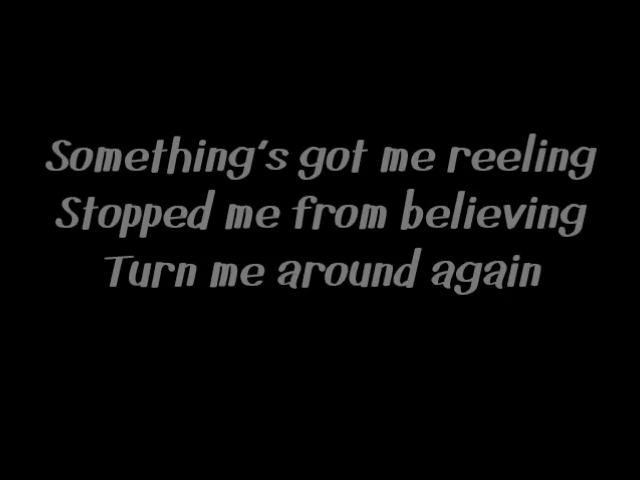 Something's got me reeling
Stopped me from believing
Turn me around again